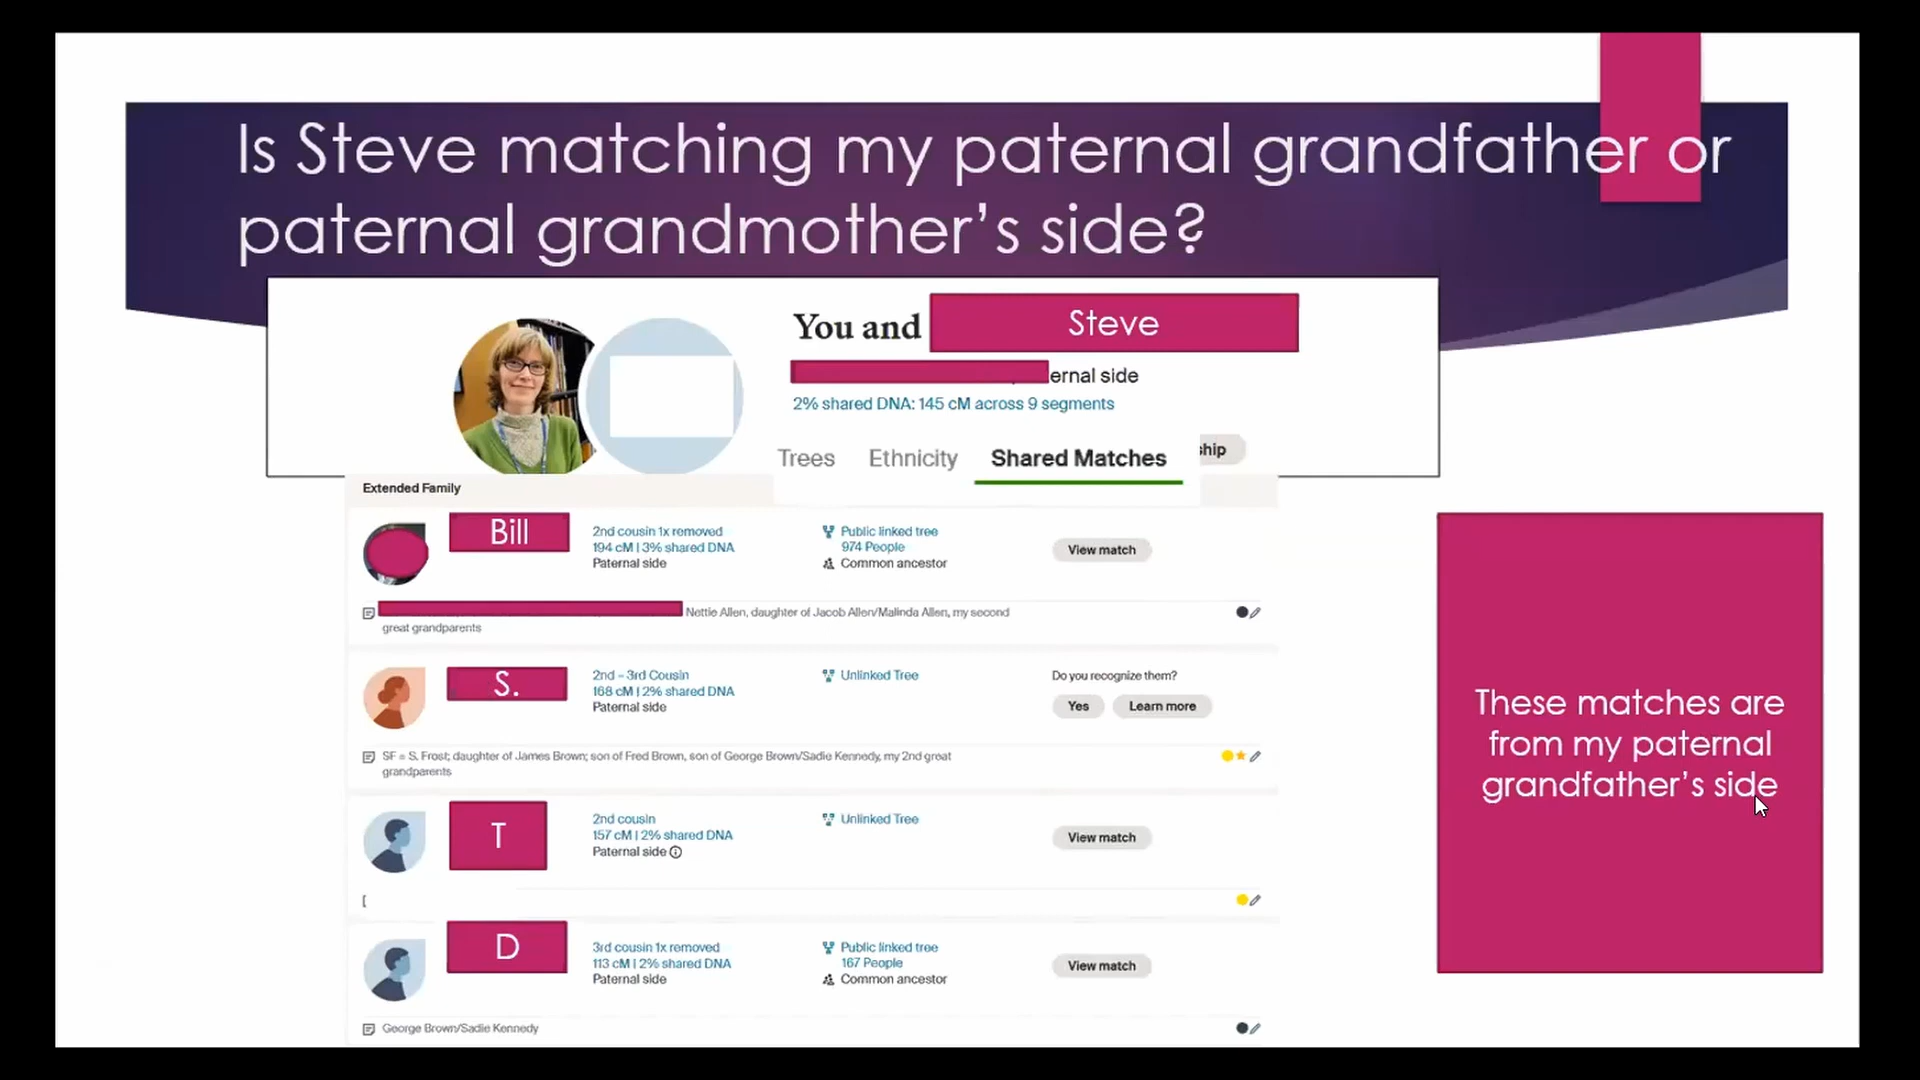 Is Steve matching my paternal grandfather or
paternal grandmother's side?
You and Steve
ernal side
2% shared DNA: 145 cM across 9 segments
ship
Trees Ethnicity Shared Matches
Extended Family
Bill
2nd cousin 1x removed
194 cM | 3% shared DNA
Paternal side
Public linked tree
974 People
Common ancestor
View match
Nettie Allen, daughter of Jacob Allen/Malinda Allen, my second
great grandparents
S.
2nd – 3rd Cousin
168 cM | 2% shared DNA
Paternal side
Unlinked Tree
Do you recognize them?
Yes Learn more
SF = S. Frost; daughter of James Brown; son of Fred Brown, son of George Brown/Sadie Kennedy, my 2nd great
grandparents
T
2nd cousin
157 cM | 2% shared DNA
Paternal side
Unlinked Tree
View match
D
3rd cousin 1x removed
113 cM | 2% shared DNA
Paternal side
Public linked tree
167 People
Common ancestor
View match
George Brown/Sadie Kennedy
These matches are
from my paternal
grandfather's side